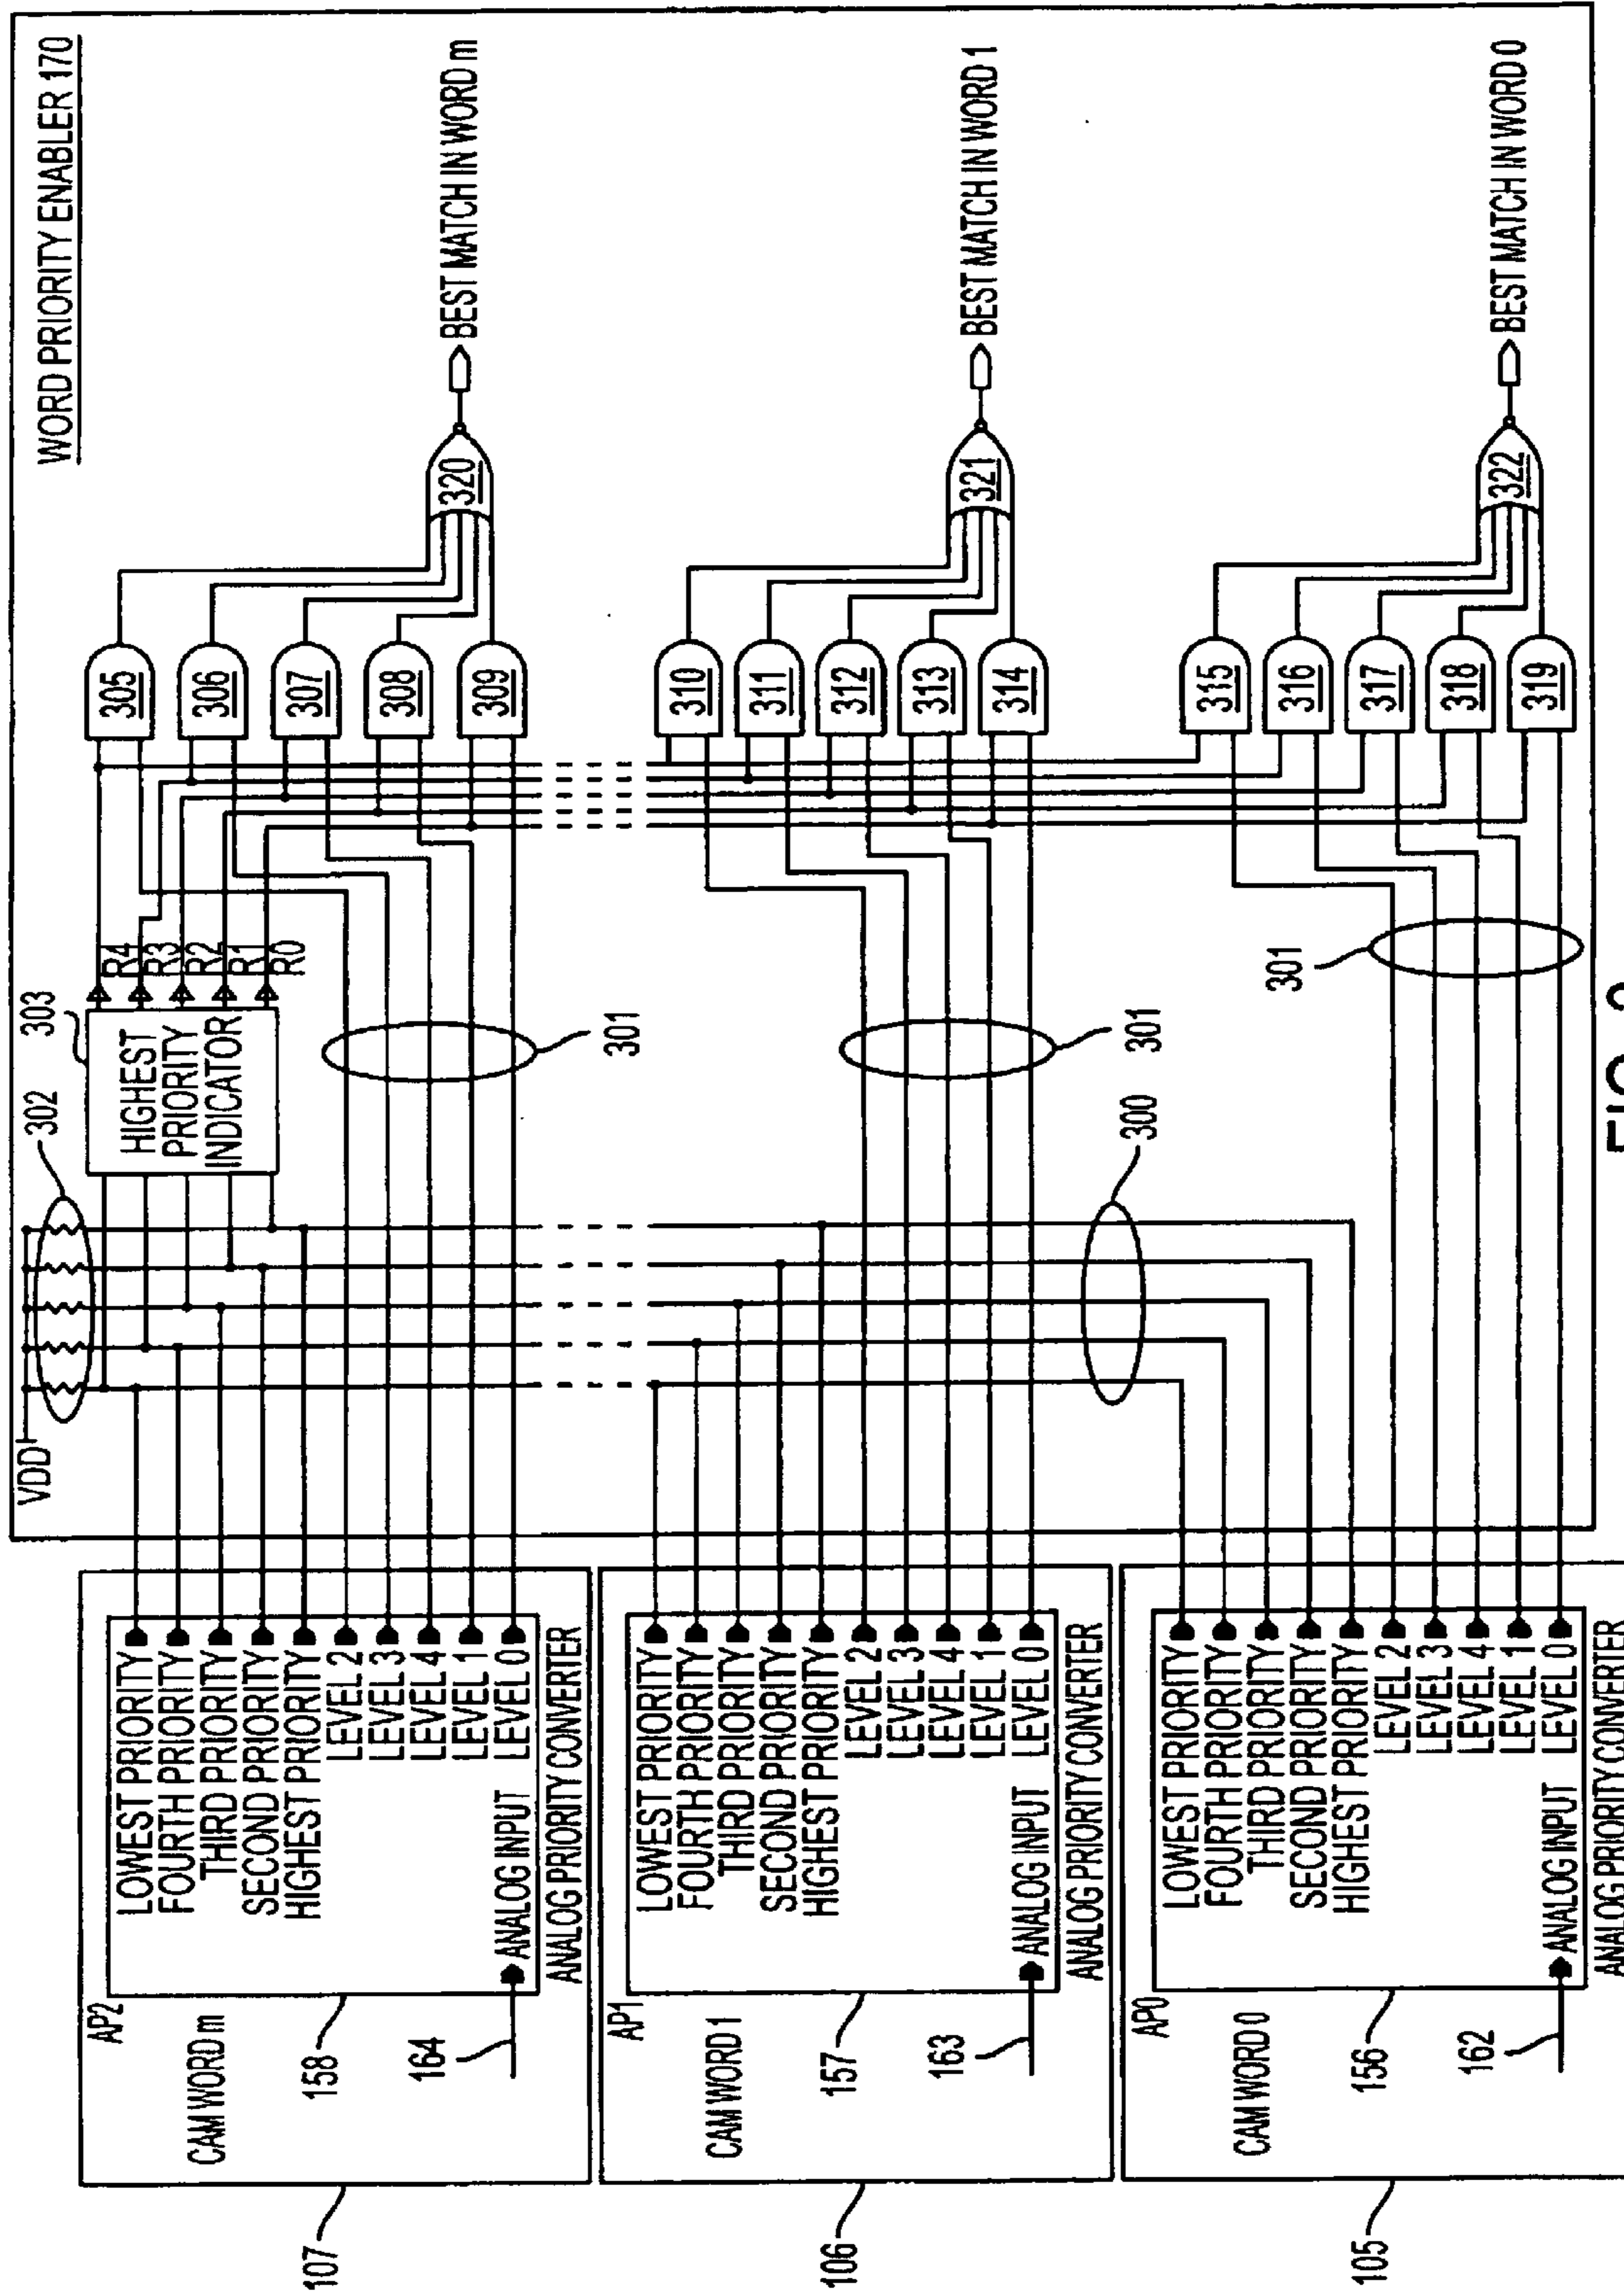 WORD PRIORITY ENABLER 170
VDD
302
303
HIGHEST
PRIORITY
INDICATOR
R4
R3
R2
R1
R0
305
306
307
308
309
320
BEST MATCH IN WORD m
301
107
CAM WORD m
AP2
158
164
LOWEST PRIORITY
FOURTH PRIORITY
THIRD PRIORITY
SECOND PRIORITY
HIGHEST PRIORITY
LEVEL 2
LEVEL 3
LEVEL 4
LEVEL 1
LEVEL 0
ANALOG INPUT
ANALOG PRIORITY CONVERTER
310
311
312
313
314
321
BEST MATCH IN WORD 1
301
300
106
CAM WORD 1
AP1
157
163
LOWEST PRIORITY
FOURTH PRIORITY
THIRD PRIORITY
SECOND PRIORITY
HIGHEST PRIORITY
LEVEL 2
LEVEL 3
LEVEL 4
LEVEL 1
LEVEL 0
ANALOG INPUT
ANALOG PRIORITY CONVERTER
315
316
317
318
319
322
BEST MATCH IN WORD 0
301
105
CAM WORD 0
AP0
156
162
LOWEST PRIORITY
FOURTH PRIORITY
THIRD PRIORITY
SECOND PRIORITY
HIGHEST PRIORITY
LEVEL 2
LEVEL 3
LEVEL 4
LEVEL 1
LEVEL 0
ANALOG INPUT
ANALOG PRIORITY CONVERTER
FIG.